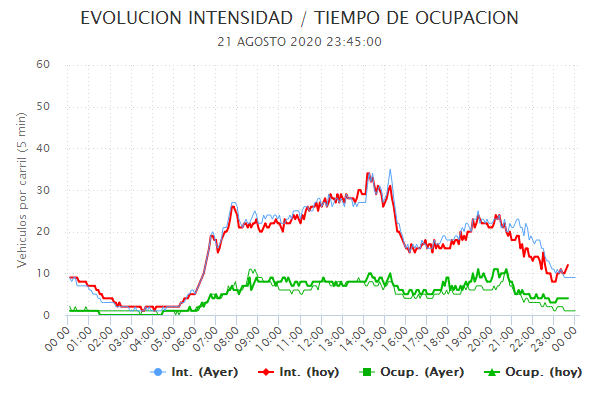 EVOLUCION INTENSIDAD / TIEMPO DE OCUPACION
21 AGOSTO 2020 23:45:00
Vehiculos por carril (5 min)
60
50
40
30
20
10
0
00:00 01:00 02:00 03:00 04:00 05:00 06:00 07:00 08:00 09:00 10:00 11:00 12:00 13:00 14:00 15:00 16:00 17:00 18:00 19:00 20:00 21:00 22:00 23:00 00:00
Int. (Ayer) Int. (hoy) Ocup. (Ayer) Ocup. (hoy)